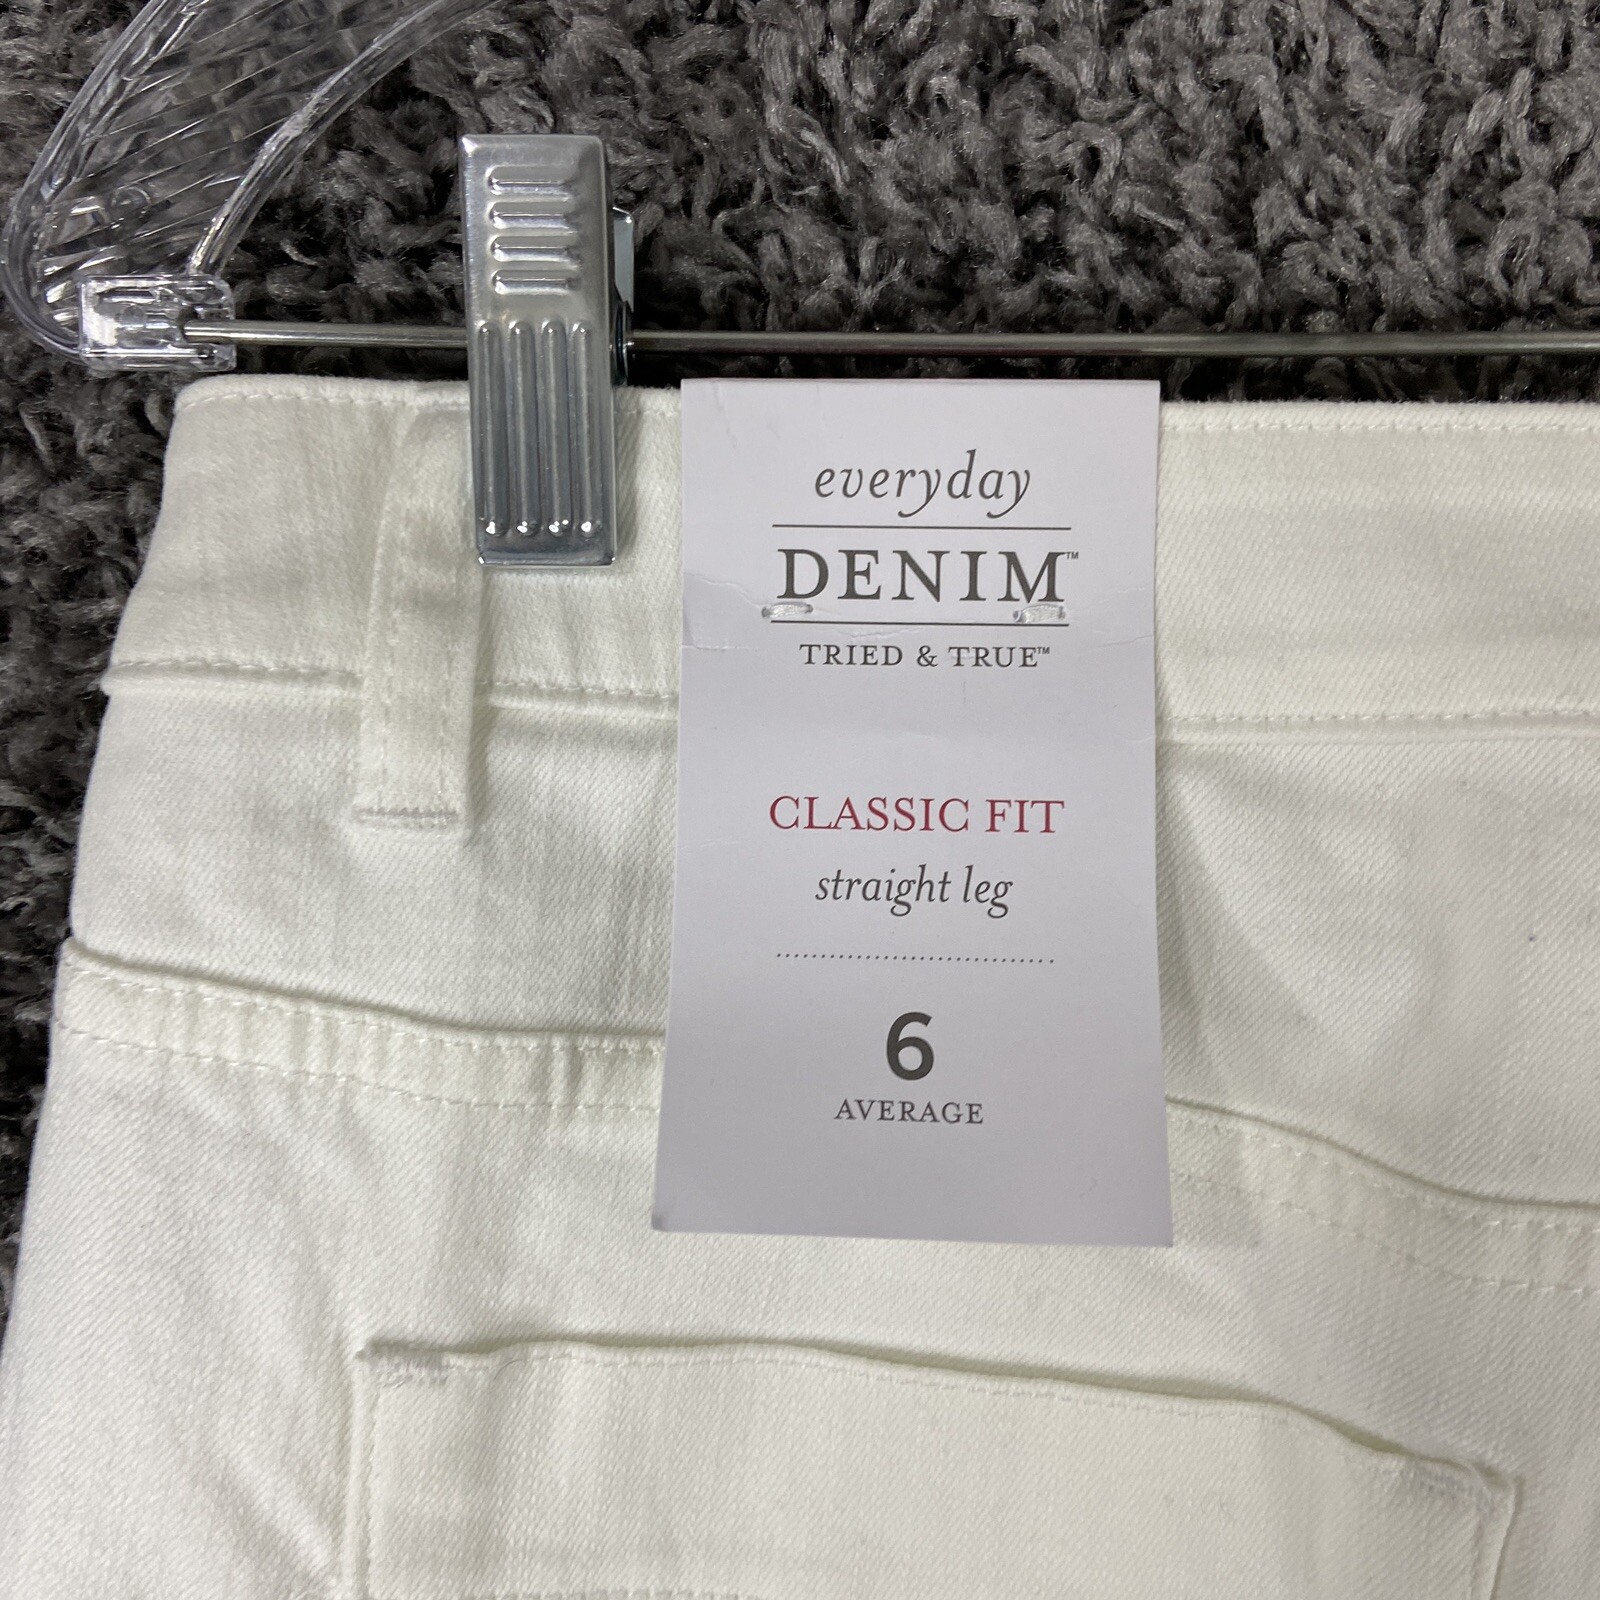 everyday
DENIM™
TRIED & TRUE™
CLASSIC FIT
straight leg
6
AVERAGE